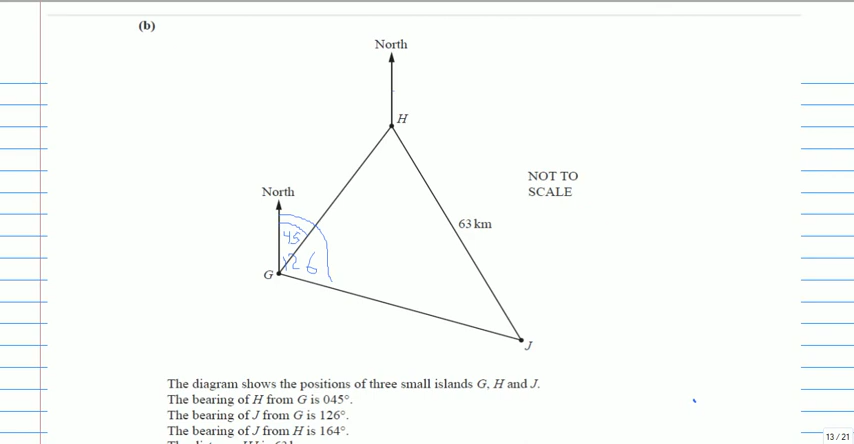 (b)
North
H
NOT TO
SCALE
North
63 km
45
126
G
J
The diagram shows the positions of three small islands G, H and J.
The bearing of H from G is 045°.
The bearing of J from G is 126°.
The bearing of J from H is 164°.
13 / 21